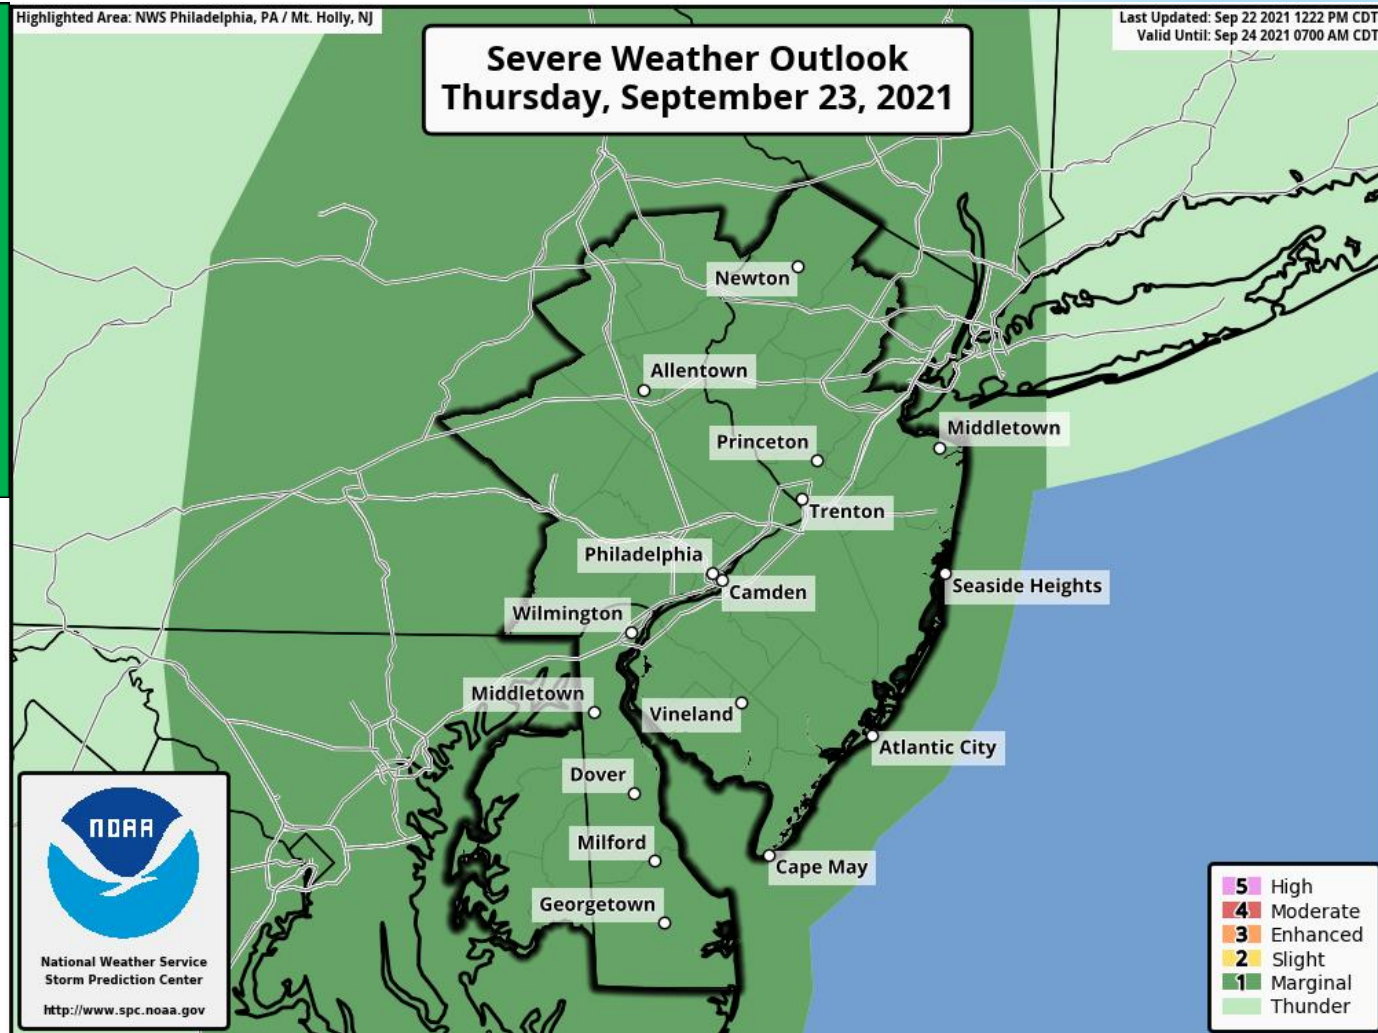 Highlighted Area: NWS Philadelphia, PA / Mt. Holly, NJ
Last Updated: Sep 22 2021 1222 PM CDT
Valid Until: Sep 24 2021 0700 AM CDT
Severe Weather Outlook
Thursday, September 23, 2021
Newton
Allentown
Middletown
Princeton
Trenton
Philadelphia
Camden
Seaside Heights
Wilmington
Middletown
Vineland
Atlantic City
Dover
Milford
Cape May
Georgetown
NOAA
National Weather Service
Storm Prediction Center
http://www.spc.noaa.gov
5 High
4 Moderate
3 Enhanced
2 Slight
1 Marginal
Thunder